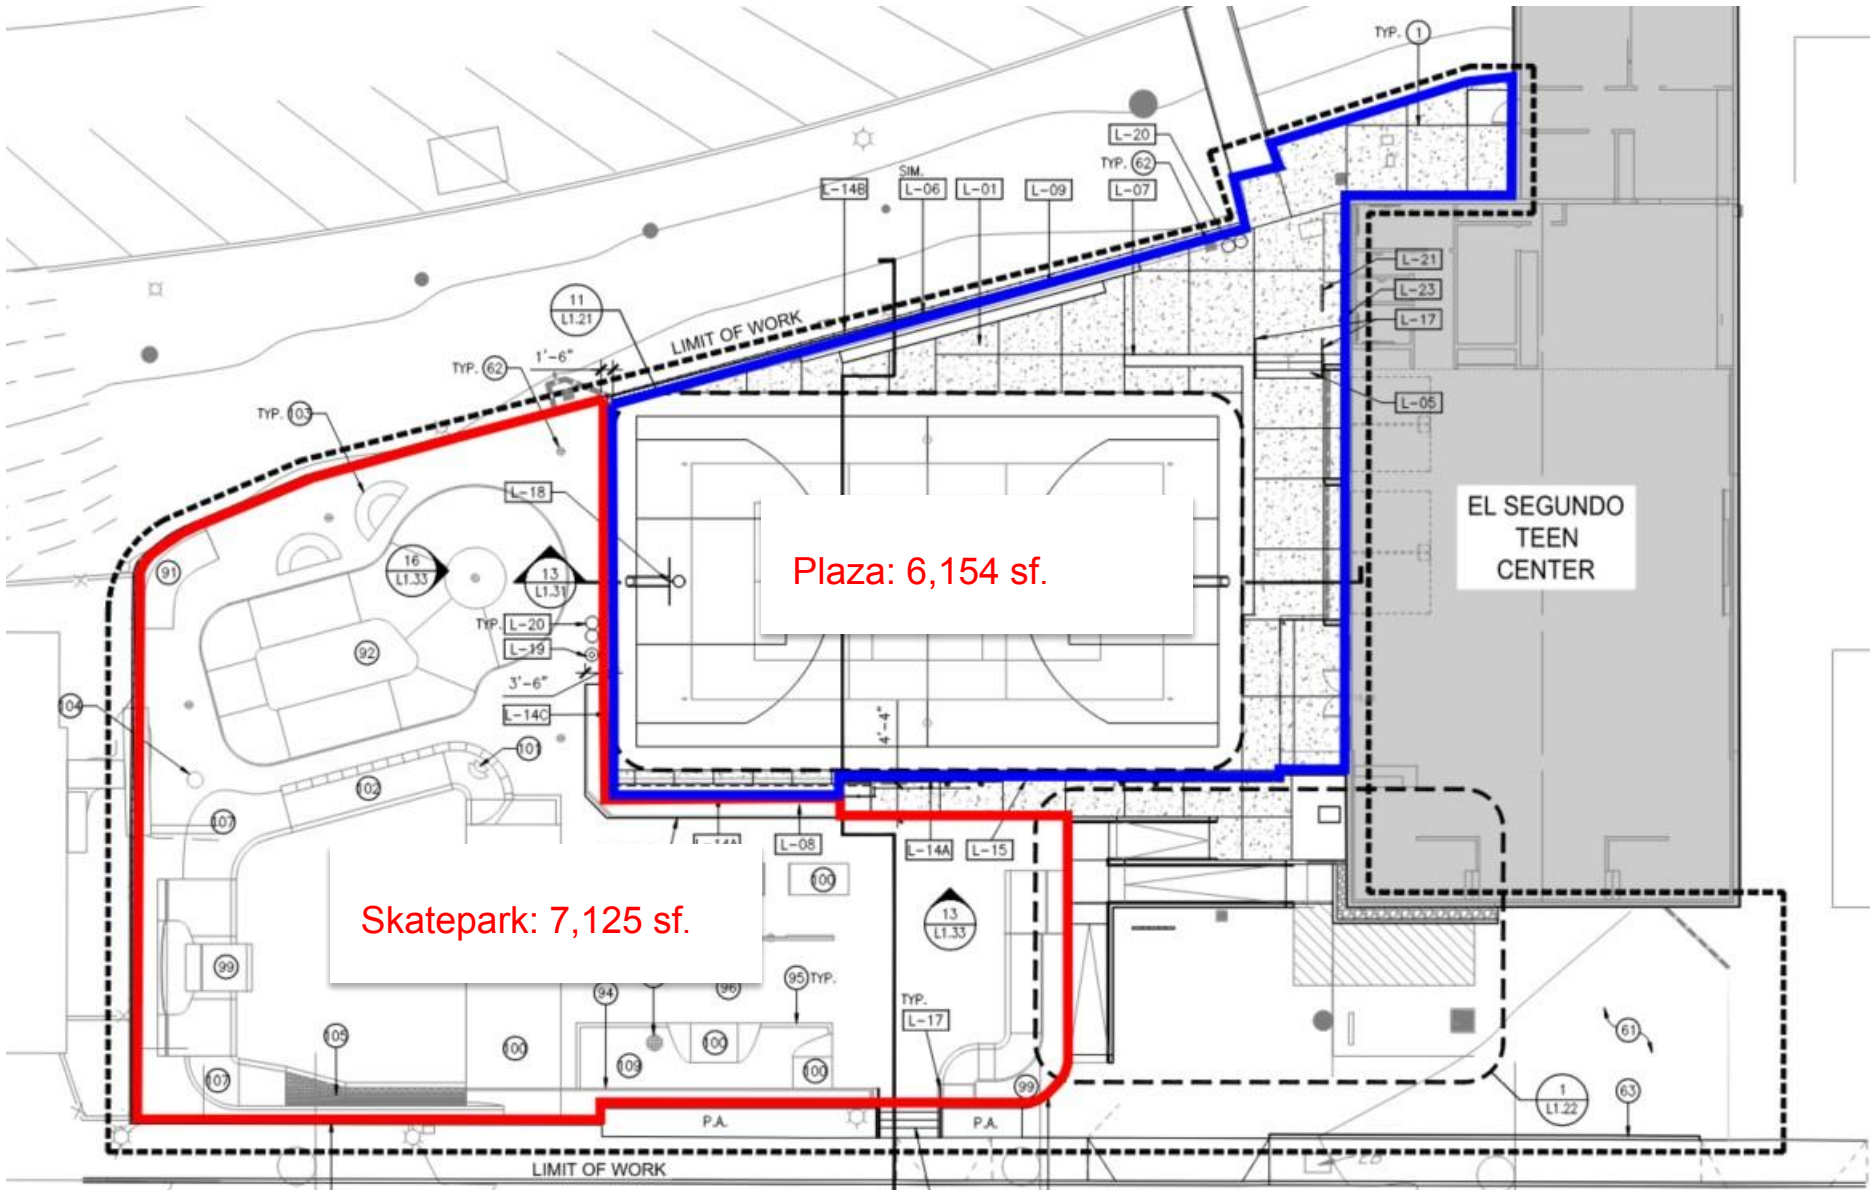 TYP. 1
L-20
TYP. 62
SIM.
L-14B
L-06
L-01
L-09
L-07
L-21
L-23
L-17
L-05
11
L1.21
LIMIT OF WORK
1'-6"
TYP. 62
TYP. 103
L-18
16
L1.33
13
L1.31
91
92
TYP. L-20
L-19
3'-6"
L-14C
104
101
102
107
4'-4"
Plaza: 6,154 sf.
EL SEGUNDO
TEEN
CENTER
L-08
L-14A
L-15
100
13
L1.33
Skatepark: 7,125 sf.
99
94
96
95 TYP.
TYP.
L-17
105
100
109
100
100
107
99
P.A.
P.A.
61
63
1
L1.22
LIMIT OF WORK